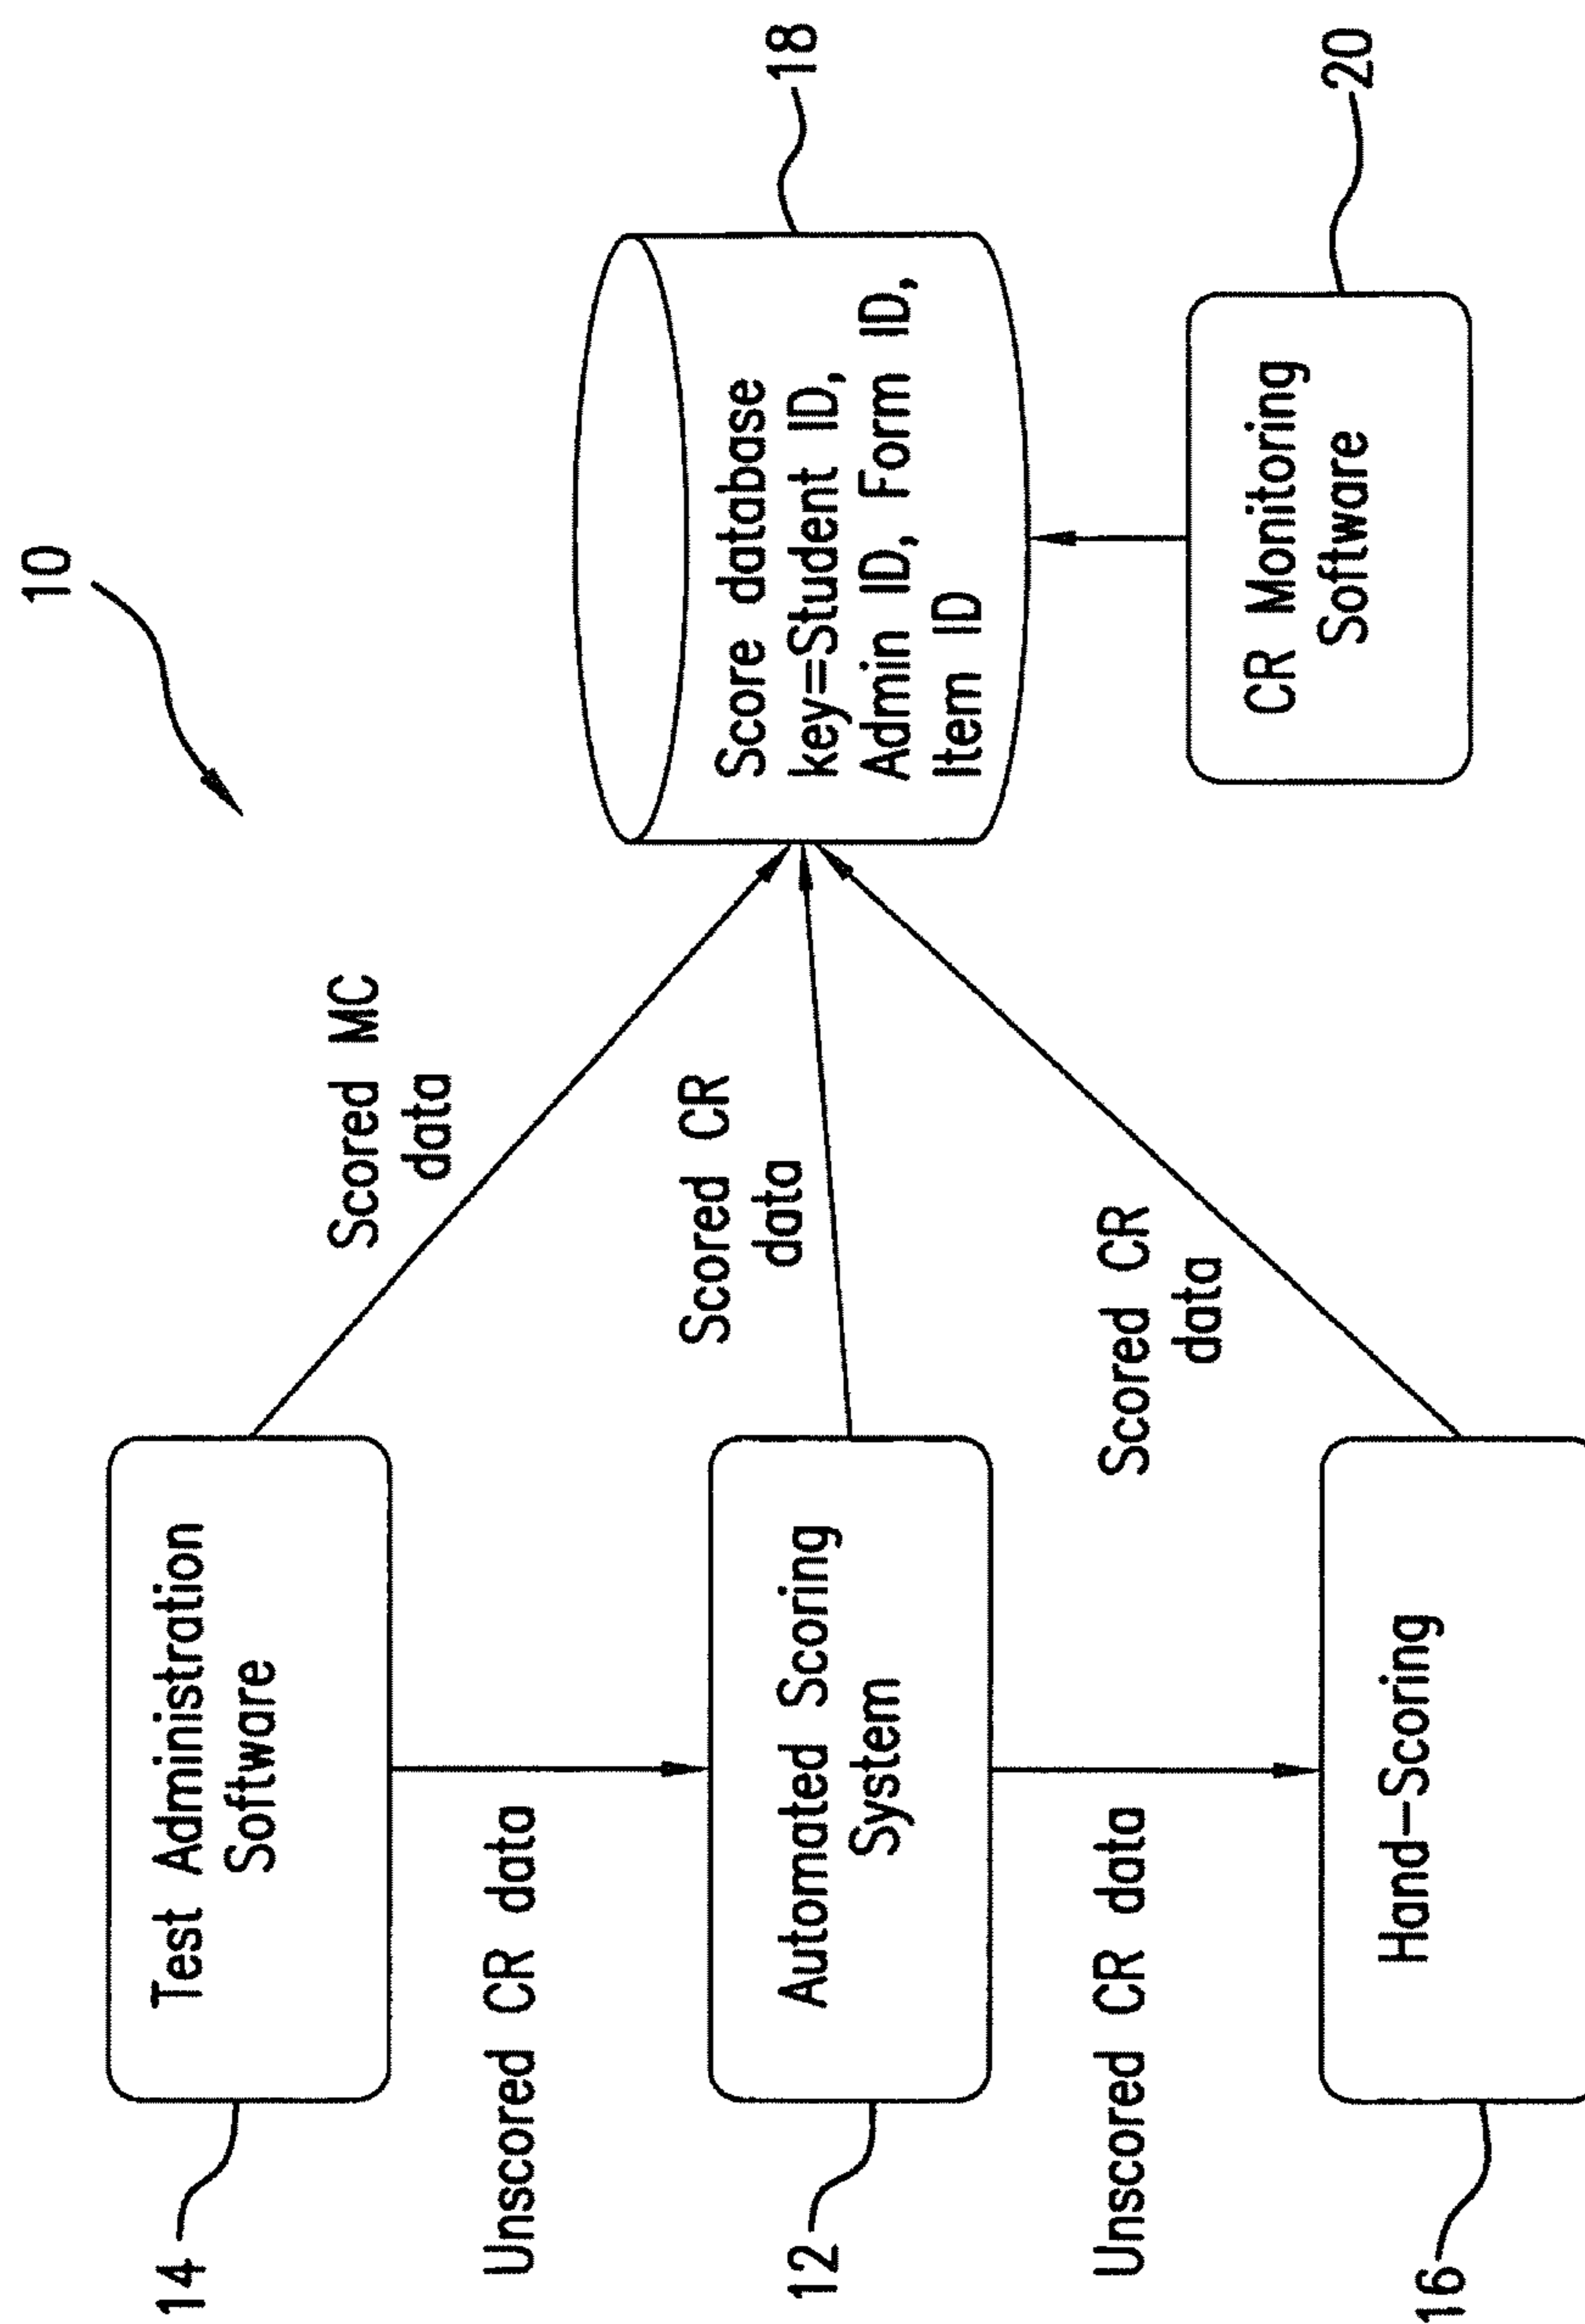 10
14
Test Administration
Software
Scored MC
data
Unscored CR data
12
Automated Scoring
System
Scored CR
data
Unscored CR data
16
Hand-Scoring
Scored CR
data
18
Score database
key=Student ID,
Admin ID, Form ID,
Item ID
20
CR Monitoring
Software